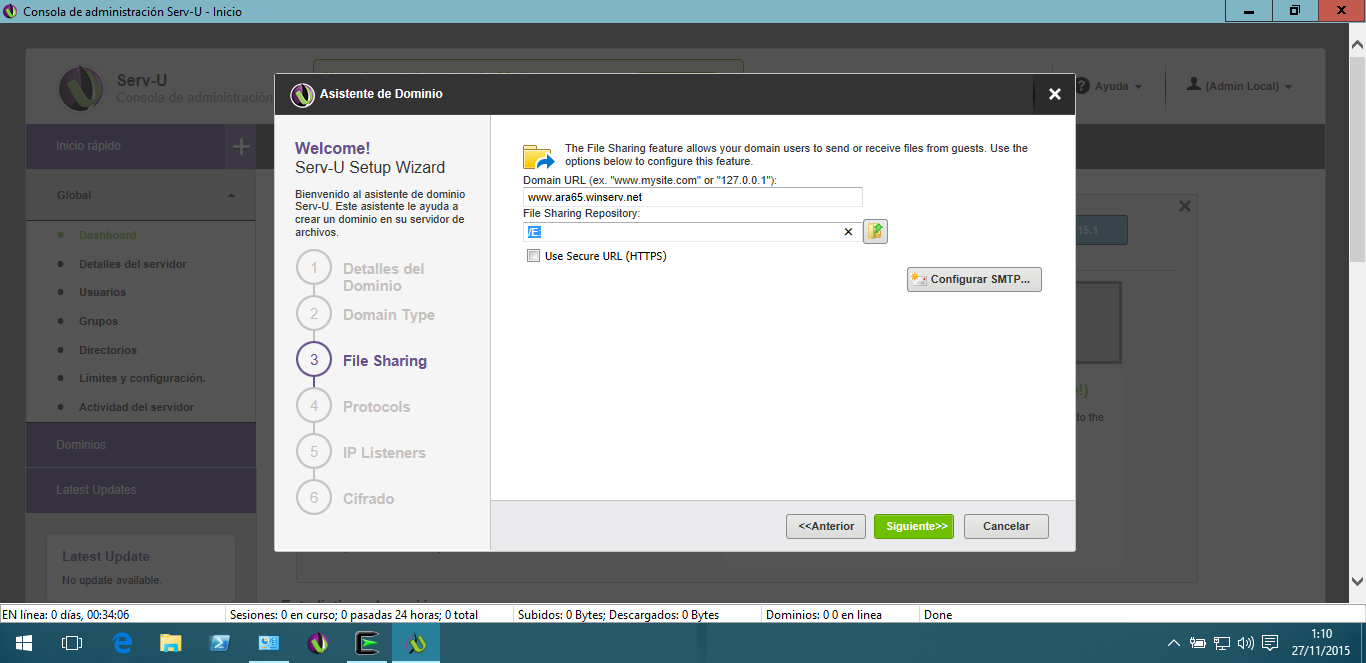 Consola de administración Serv-U - Inicio
Serv-U
Consola de administración
Ayuda
(Admin Local)
Inicio rápido
Global
Dashboard
Detalles del servidor
Usuarios
Grupos
Directorios
Límites y configuración.
Actividad del servidor
Dominios
Latest Updates
Latest Update
No update available.
15.1
!)
to the
Asistente de Dominio
Welcome!
Serv-U Setup Wizard
Bienvenido al asistente de dominio
Serv-U. Este asistente le ayuda a
crear un dominio en su servidor de
archivos.
1 Detalles del
Dominio
2 Domain Type
3 File Sharing
4 Protocols
5 IP Listeners
6 Cifrado
The File Sharing feature allows your domain users to send or receive files from guests. Use the
options below to configure this feature.
Domain URL (ex. "www.mysite.com" or "127.0.0.1"):
www.ara65.winserv.net
File Sharing Repository:
/E:
Use Secure URL (HTTPS)
Configurar SMTP...
<<Anterior
Siguiente>>
Cancelar
EN línea: 0 días, 00:34:06
Sesiones: 0 en curso; 0 pasadas 24 horas; 0 total
Subidos: 0 Bytes; Descargados: 0 Bytes
Dominios: 0 0 en linea
Done
1:10
27/11/2015